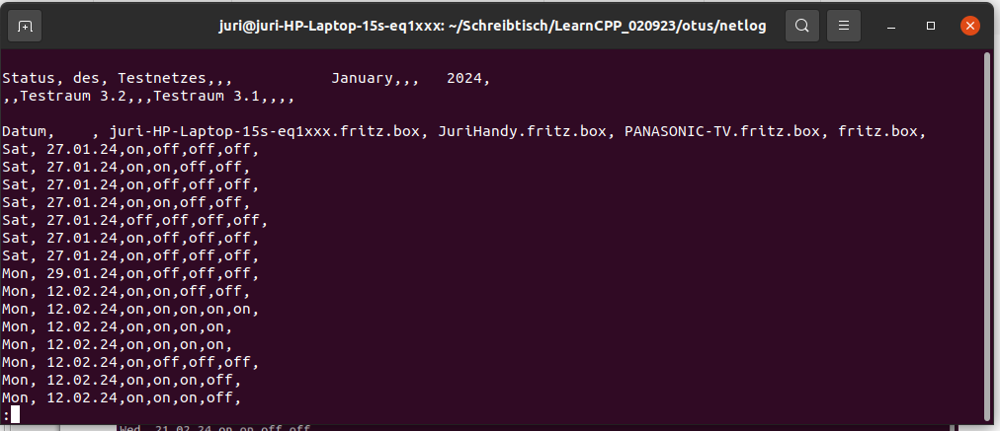 juri@juri-HP-Laptop-15s-eq1xxx: ~/Schreibtisch/LearnCPP_020923/otus/netlog
Status, des, Testnetzes,,,           January,,,   2024,
,,Testraum 3.2,,,Testraum 3.1,,,,
Datum,    , juri-HP-Laptop-15s-eq1xxx.fritz.box, JuriHandy.fritz.box, PANASONIC-TV.fritz.box, fritz.box,
Sat, 27.01.24,on,off,off,off,
Sat, 27.01.24,on,on,off,off,
Sat, 27.01.24,on,off,off,off,
Sat, 27.01.24,on,on,off,off,
Sat, 27.01.24,off,off,off,off,
Sat, 27.01.24,on,off,off,off,
Sat, 27.01.24,on,off,off,off,
Mon, 29.01.24,on,off,off,off,
Mon, 12.02.24,on,on,off,off,
Mon, 12.02.24,on,on,on,on,on,
Mon, 12.02.24,on,on,on,on,
Mon, 12.02.24,on,on,on,on,
Mon, 12.02.24,on,off,off,off,
Mon, 12.02.24,on,on,on,off,
Mon, 12.02.24,on,on,on,off,
:
Wed, 21.02.24,on,on,off,off